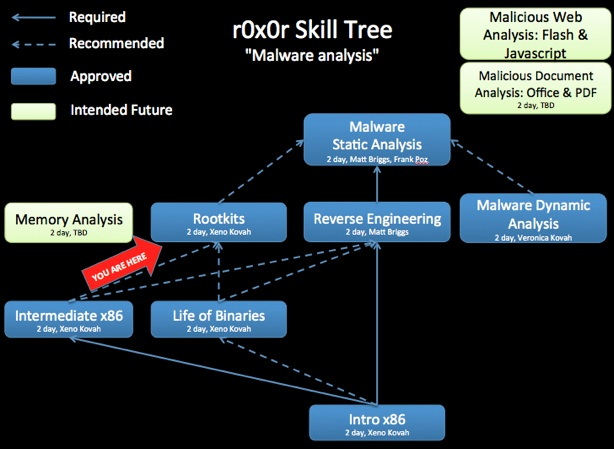 r0x0r Skill Tree
"Malware analysis"
Required
Recommended
Approved
Intended Future
Malicious Web
Analysis: Flash &
Javascript
Malicious Document
Analysis: Office & PDF
2 day, TBD
Malware
Static Analysis
2 day, Matt Briggs, Frank Poz
Memory Analysis
2 day, TBD
Rootkits
2 day, Xeno Kovah
Reverse Engineering
2 day, Matt Briggs
Malware Dynamic
Analysis
2 day, Veronica Kovah
YOU ARE HERE
Intermediate x86
2 day, Xeno Kovah
Life of Binaries
2 day, Xeno Kovah
Intro x86
2 day, Xeno Kovah